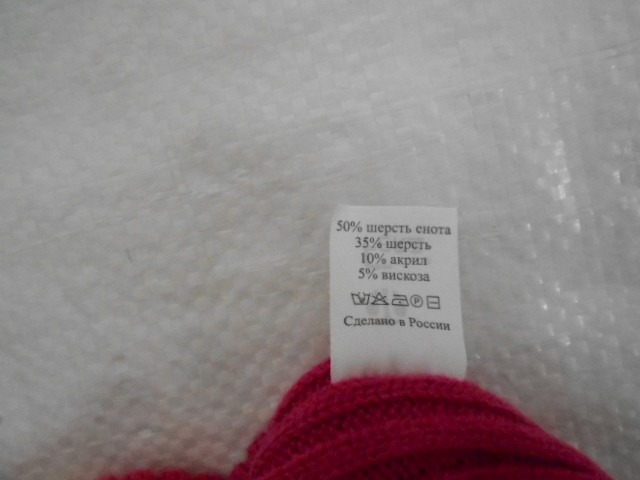 50% шерсть енота
35% шерсть
10% акрил
5% вискоза
Сделано в России